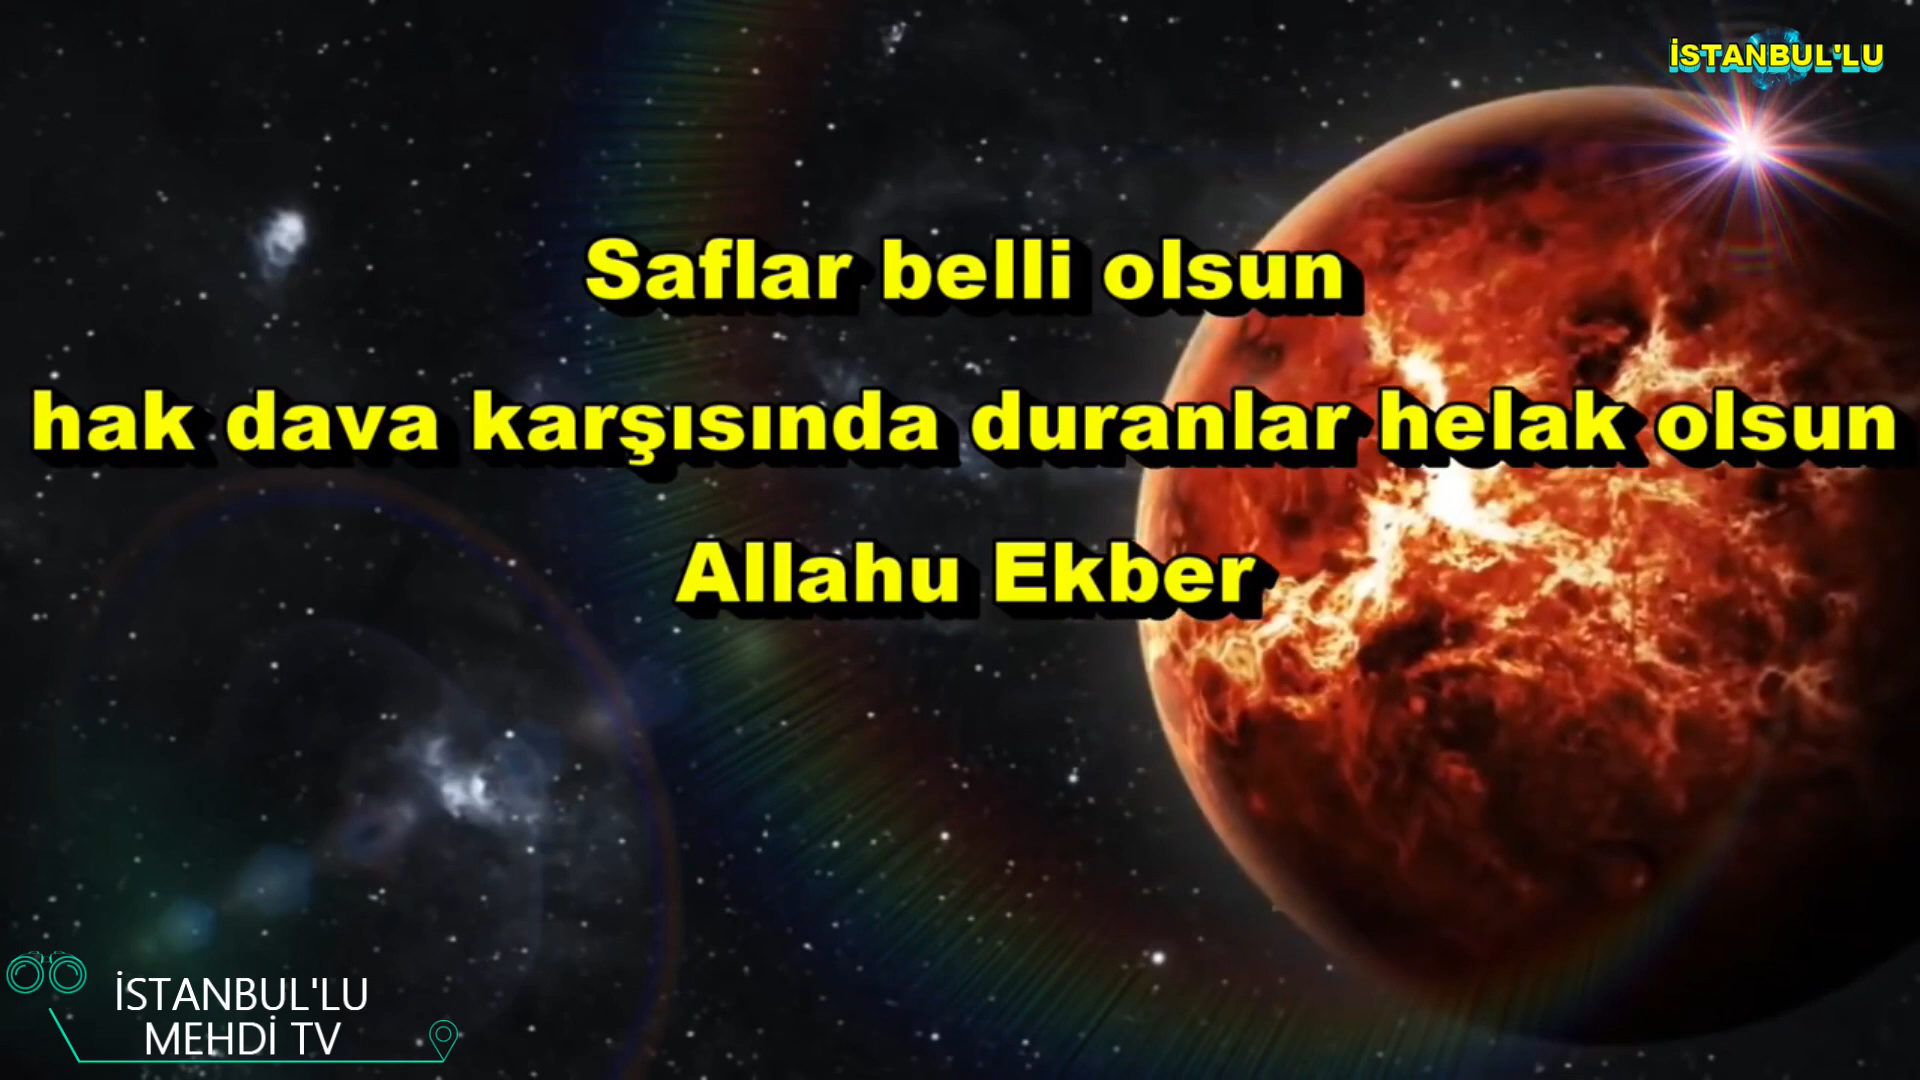 İSTANBUL'LU
Saflar belli olsun
hak dava karşısında duranlar helak olsun
Allahu Ekber
İSTANBUL'LU
MEHDİ TV